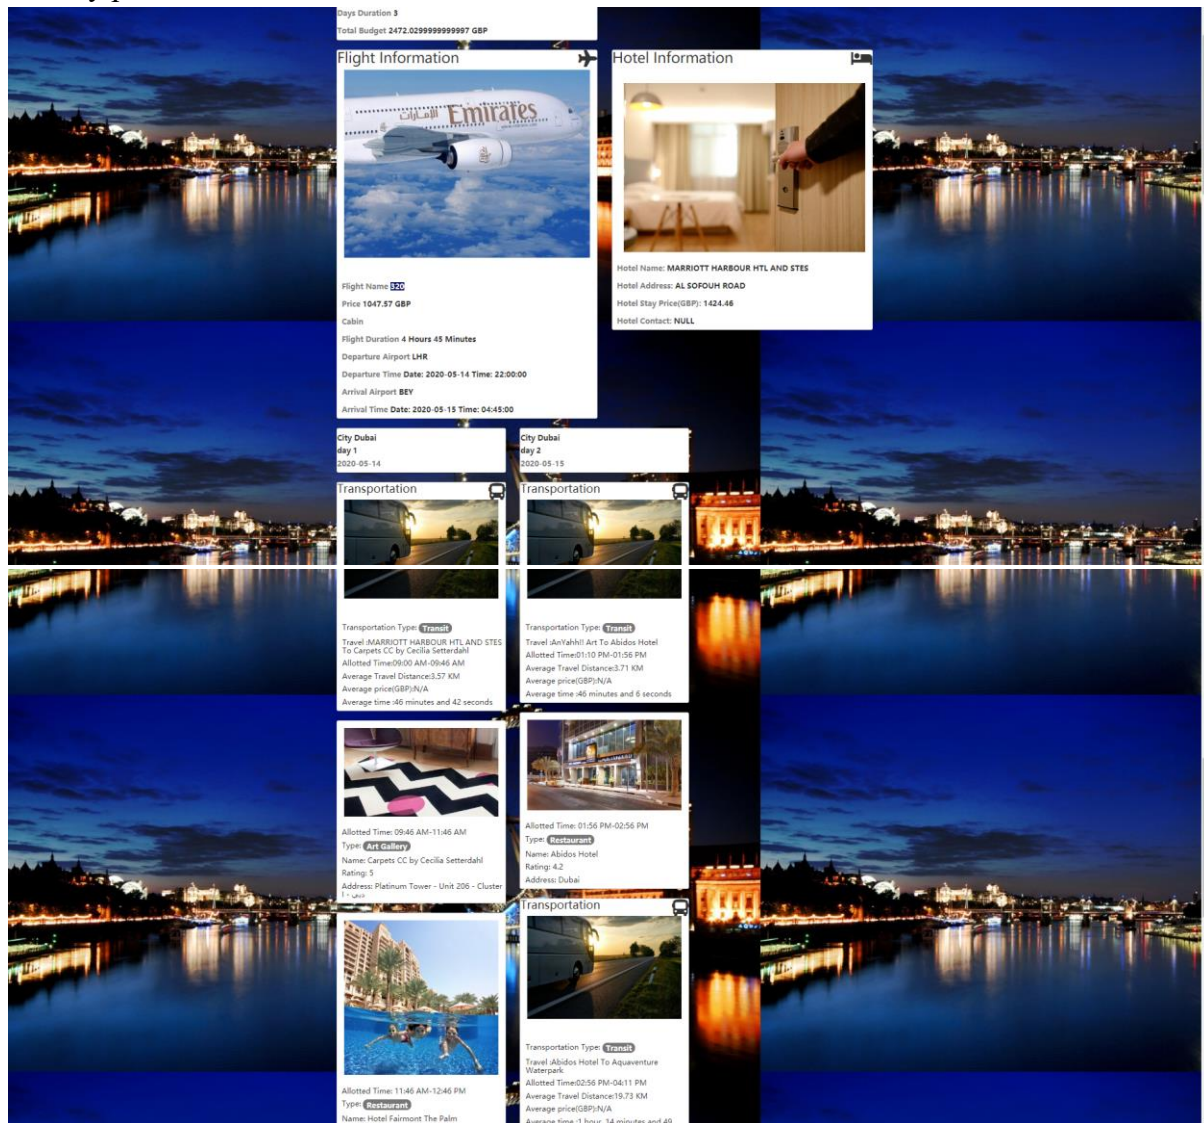 Days Duration 3
Total Budget 2472.0299999999997 GBP
Flight Information
Emirates
Flight Name 320
Price 1047.57 GBP
Cabin
Flight Duration 4 Hours 45 Minutes
Departure Airport LHR
Departure Time Date: 2020-05-14 Time: 22:00:00
Arrival Airport BEY
Arrival Time Date: 2020-05-15 Time: 04:45:00
Hotel Information
Hotel Name: MARRIOTT HARBOUR HTL AND STES
Hotel Address: AL SOFOUH ROAD
Hotel Stay Price(GBP): 1424.46
Hotel Contact: NULL
City Dubai
day 1
2020-05-14
Transportation
Transportation Type: Transit
Travel :MARRIOTT HARBOUR HTL AND STES
To Carpets CC by Cecilia Setterdahl
Allotted Time:09:00 AM-09:46 AM
Average Travel Distance:3.57 KM
Average price(GBP):N/A
Average time :46 minutes and 42 seconds
Allotted Time: 09:46 AM-11:46 AM
Type: Art Gallery
Name: Carpets CC by Cecilia Setterdahl
Rating: 5
Address: Platinum Tower - Unit 206 - Cluster
Allotted Time: 11:46 AM-12:46 PM
Type: Restaurant
Name: Hotel Fairmont The Palm
City Dubai
day 2
2020-05-15
Transportation
Transportation Type: Transit
Travel :AnYahh!! Art To Abidos Hotel
Allotted Time:01:10 PM-01:56 PM
Average Travel Distance:3.71 KM
Average price(GBP):N/A
Average time :46 minutes and 6 seconds
Allotted Time: 01:56 PM-02:56 PM
Type: Restaurant
Name: Abidos Hotel
Rating: 4.2
Address: Dubai
Transportation
Transportation Type: Transit
Travel :Abidos Hotel To Aquaventure
Waterpark
Allotted Time:02:56 PM-04:11 PM
Average Travel Distance:19.73 KM
Average price(GBP):N/A
Average time :1 hour, 14 minutes and 49